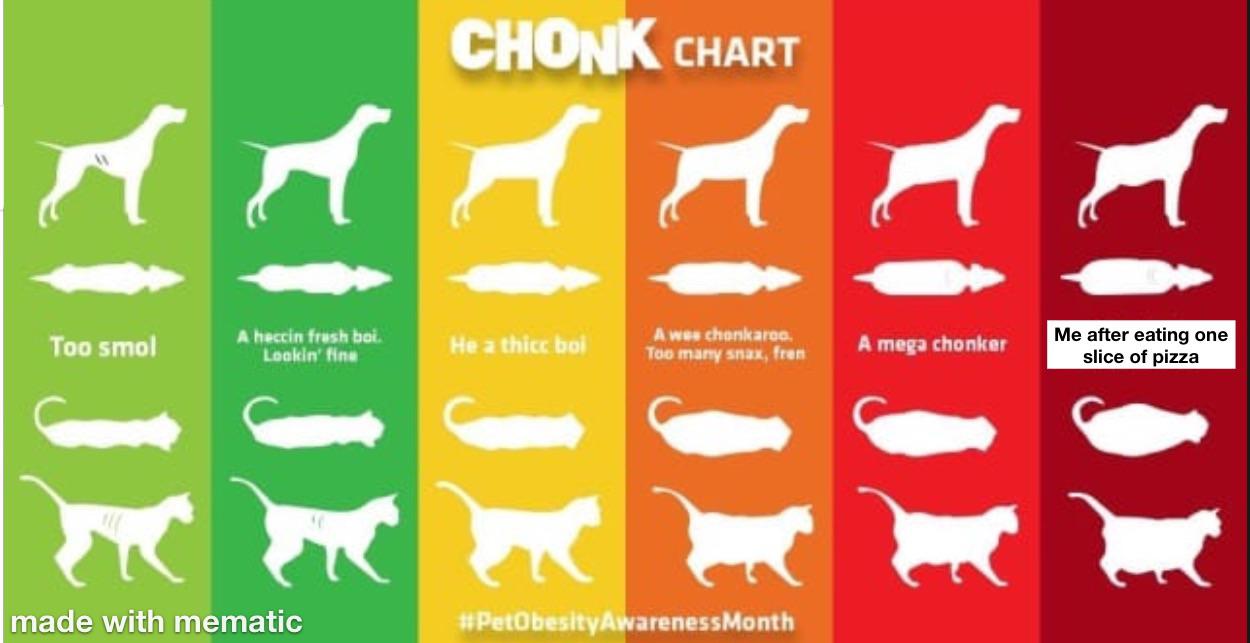 CHONK CHART
Too smol
A heccin fresh boi.
Lookin' fine
He a thicc boi
A wee chonkaroo.
Too many snax, fren
A mega chonker
Me after eating one
slice of pizza
made with mematic
#PetObesityAwarenessMonth